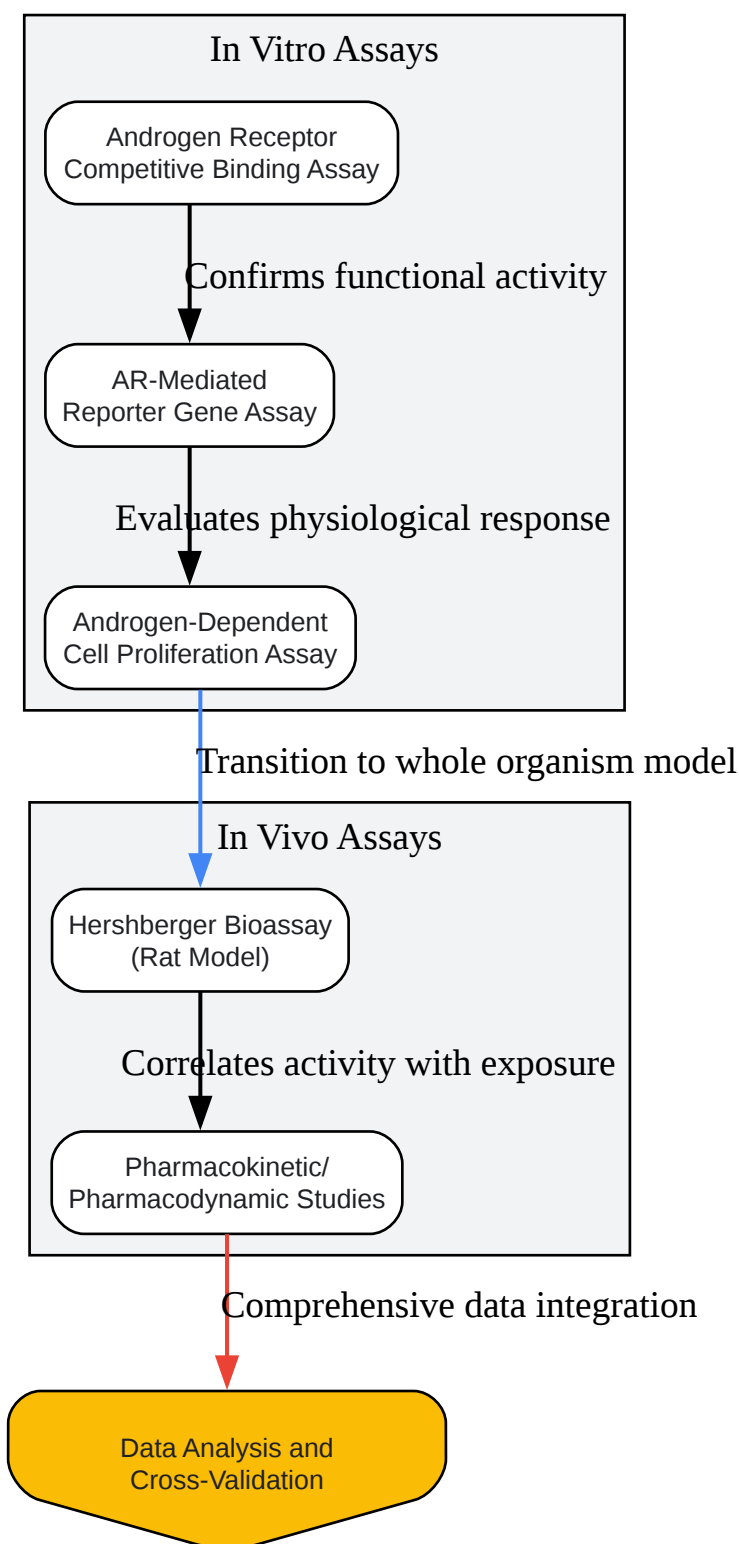 In Vitro Assays
Androgen Receptor
Competitive Binding Assay
Confirms functional activity
AR-Mediated
Reporter Gene Assay
Evaluates physiological response
Androgen-Dependent
Cell Proliferation Assay
Transition to whole organism model
In Vivo Assays
Hershberger Bioassay
(Rat Model)
Correlates activity with exposure
Pharmacokinetic/
Pharmacodynamic Studies
Comprehensive data integration
Data Analysis and
Cross-Validation